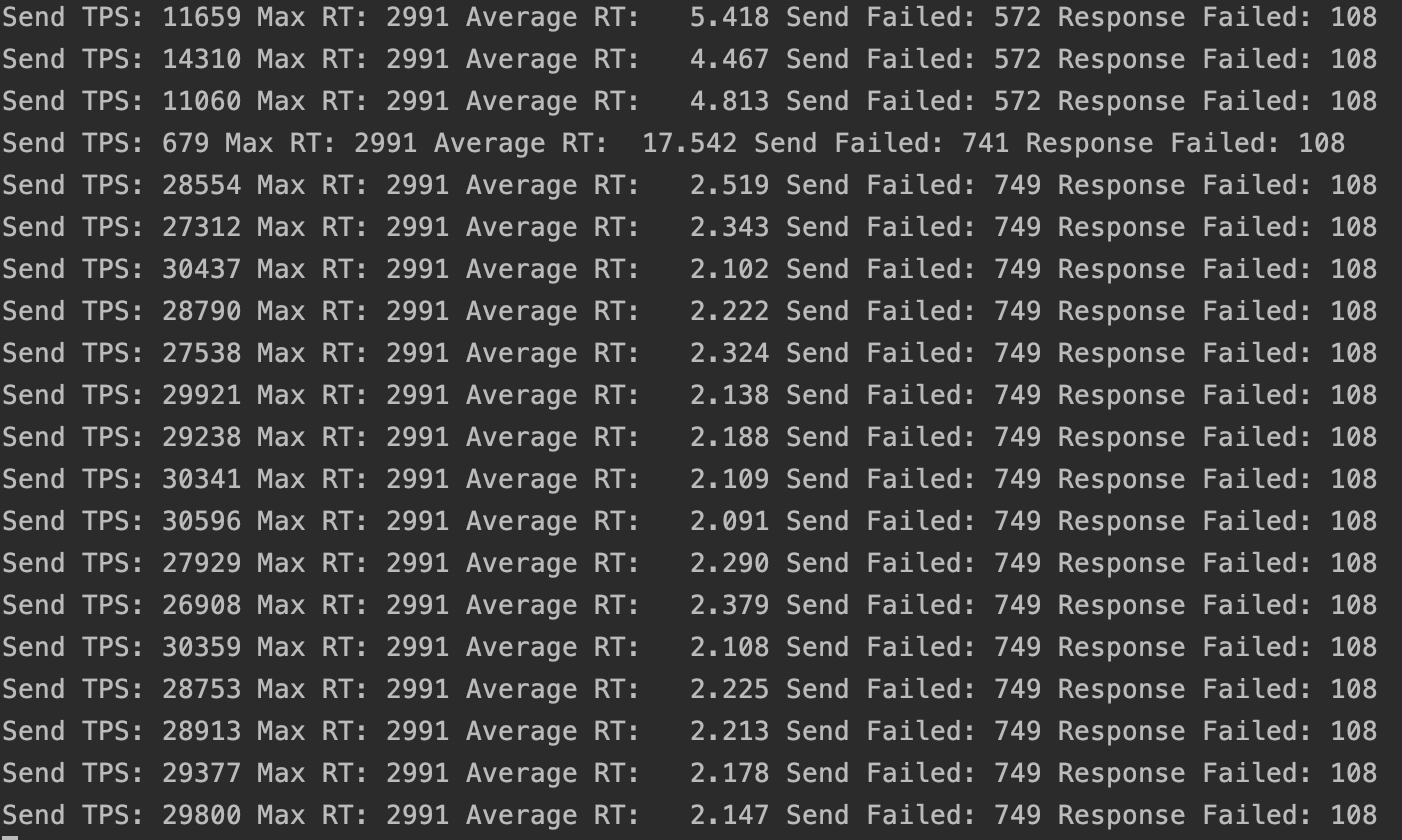 Send TPS: 11659 Max RT: 2991 Average RT:   5.418 Send Failed: 572 Response Failed: 108
Send TPS: 14310 Max RT: 2991 Average RT:   4.467 Send Failed: 572 Response Failed: 108
Send TPS: 11060 Max RT: 2991 Average RT:   4.813 Send Failed: 572 Response Failed: 108
Send TPS: 679 Max RT: 2991 Average RT:  17.542 Send Failed: 741 Response Failed: 108
Send TPS: 28554 Max RT: 2991 Average RT:   2.519 Send Failed: 749 Response Failed: 108
Send TPS: 27312 Max RT: 2991 Average RT:   2.343 Send Failed: 749 Response Failed: 108
Send TPS: 30437 Max RT: 2991 Average RT:   2.102 Send Failed: 749 Response Failed: 108
Send TPS: 28790 Max RT: 2991 Average RT:   2.222 Send Failed: 749 Response Failed: 108
Send TPS: 27538 Max RT: 2991 Average RT:   2.324 Send Failed: 749 Response Failed: 108
Send TPS: 29921 Max RT: 2991 Average RT:   2.138 Send Failed: 749 Response Failed: 108
Send TPS: 29238 Max RT: 2991 Average RT:   2.188 Send Failed: 749 Response Failed: 108
Send TPS: 30341 Max RT: 2991 Average RT:   2.109 Send Failed: 749 Response Failed: 108
Send TPS: 30596 Max RT: 2991 Average RT:   2.091 Send Failed: 749 Response Failed: 108
Send TPS: 27929 Max RT: 2991 Average RT:   2.290 Send Failed: 749 Response Failed: 108
Send TPS: 26908 Max RT: 2991 Average RT:   2.379 Send Failed: 749 Response Failed: 108
Send TPS: 30359 Max RT: 2991 Average RT:   2.108 Send Failed: 749 Response Failed: 108
Send TPS: 28753 Max RT: 2991 Average RT:   2.225 Send Failed: 749 Response Failed: 108
Send TPS: 28913 Max RT: 2991 Average RT:   2.213 Send Failed: 749 Response Failed: 108
Send TPS: 29377 Max RT: 2991 Average RT:   2.178 Send Failed: 749 Response Failed: 108
Send TPS: 29800 Max RT: 2991 Average RT:   2.147 Send Failed: 749 Response Failed: 108